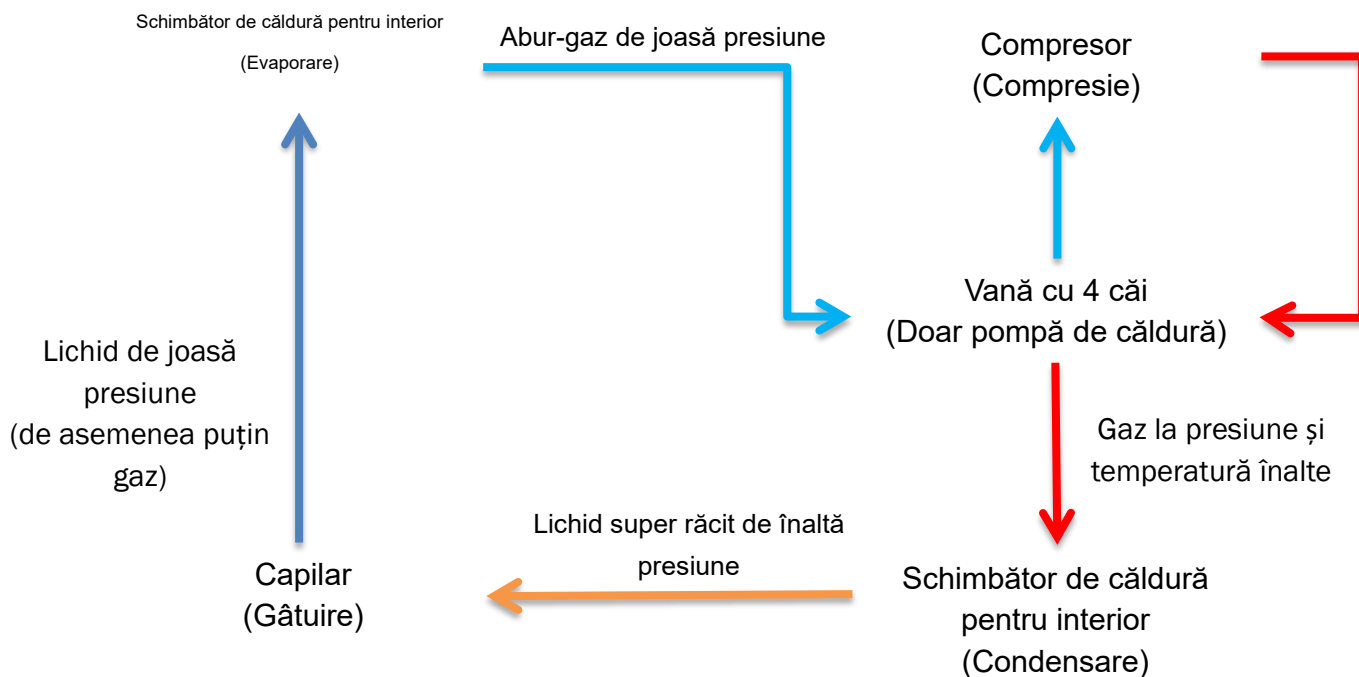 Schimbător de căldură pentru interior
(Evaporare)
Abur-gaz de joasă presiune
Compresor
(Compresie)
Vană cu 4 căi
(Doar pompă de căldură)
Lichid de joasă
presiune
(de asemenea puțin
gaz)
Gaz la presiune și
temperatură înalte
Lichid super răcit de înaltă
presiune
Capilar
(Gâtuire)
Schimbător de căldură
pentru interior
(Condensare)